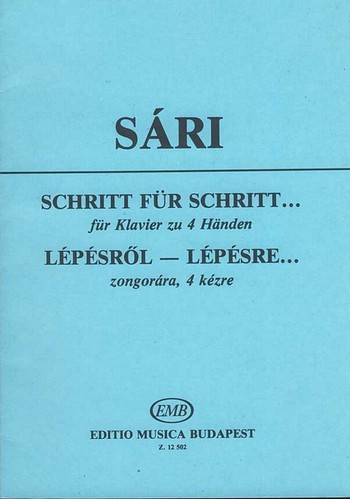 SÁRI
SCHRITT FÜR SCHRITT...
für Klavier zu 4 Händen
LÉPÉSRŐL — LÉPÉSRE...
zongorára, 4 kézre
EMB
EDITIO MUSICA BUDAPEST
Z. 12 502